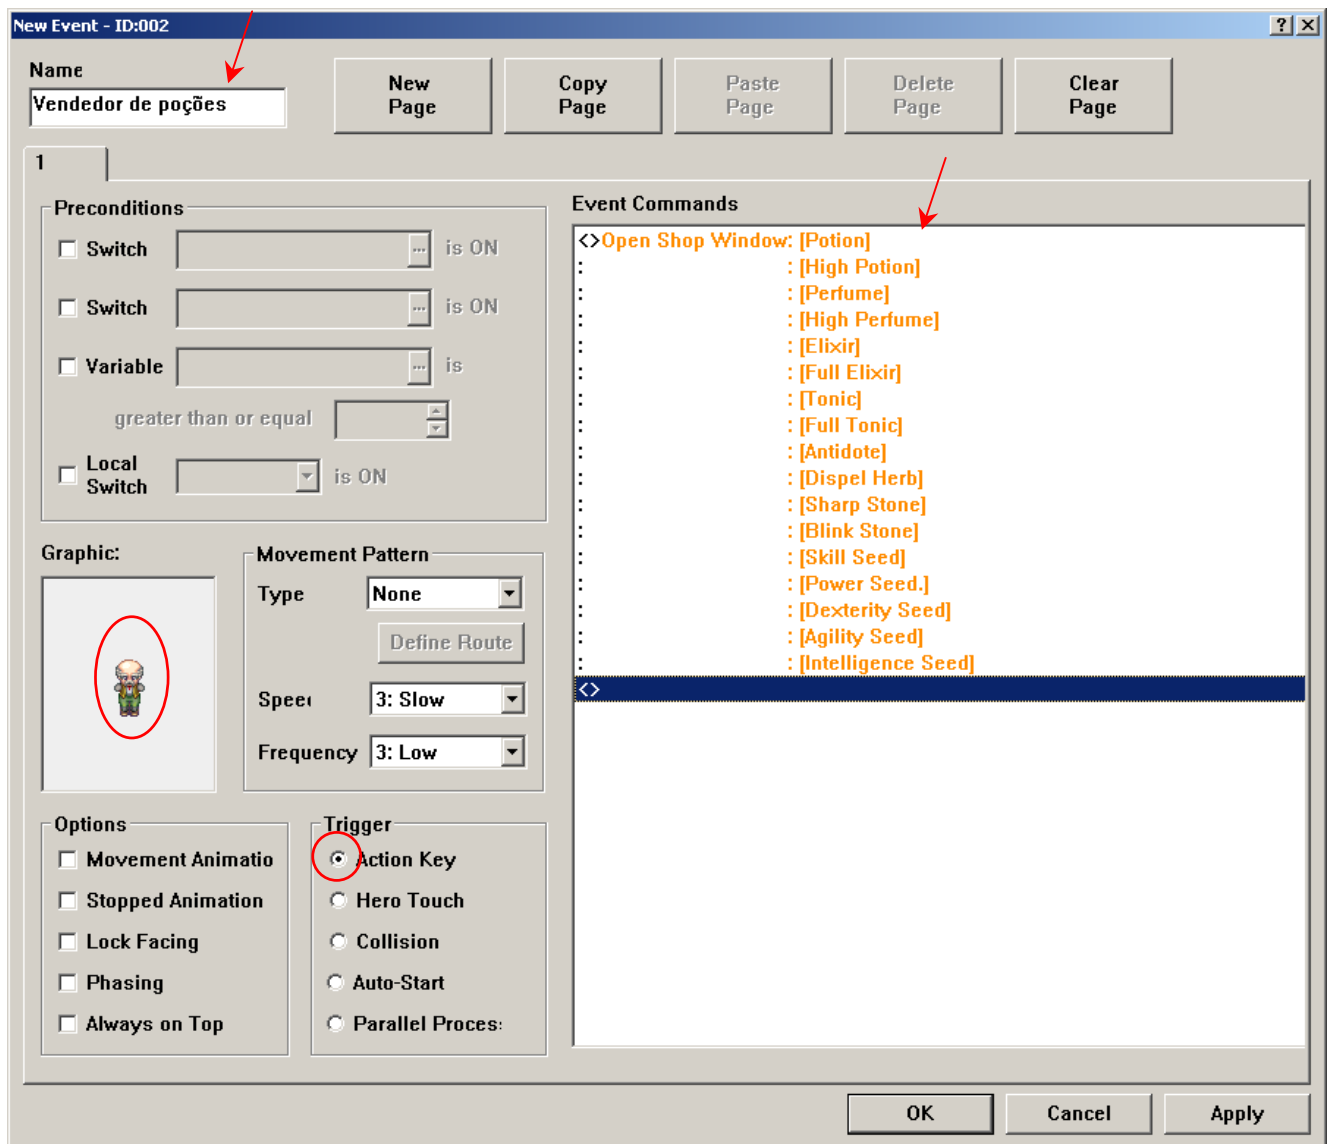 New Event - ID:002
Name
Vendedor de poções
New Page
Copy Page
Paste Page
Delete Page
Clear Page
1
Preconditions
Switch ... is ON
Switch ... is ON
Variable ... is
greater than or equal
Local Switch is ON
Graphic:
Movement Pattern
Type None
Define Route
Speed 3: Slow
Frequency 3: Low
Options
Movement Animatio
Stopped Animation
Lock Facing
Phasing
Always on Top
Trigger
Action Key
Hero Touch
Collision
Auto-Start
Parallel Proces
Event Commands
<>Open Shop Window: [Potion]
: : [High Potion]
: : [Perfume]
: : [High Perfume]
: : [Elixir]
: : [Full Elixir]
: : [Tonic]
: : [Full Tonic]
: : [Antidote]
: : [Dispel Herb]
: : [Sharp Stone]
: : [Blink Stone]
: : [Skill Seed]
: : [Power Seed.]
: : [Dexterity Seed]
: : [Agility Seed]
: : [Intelligence Seed]
<>
OK
Cancel
Apply